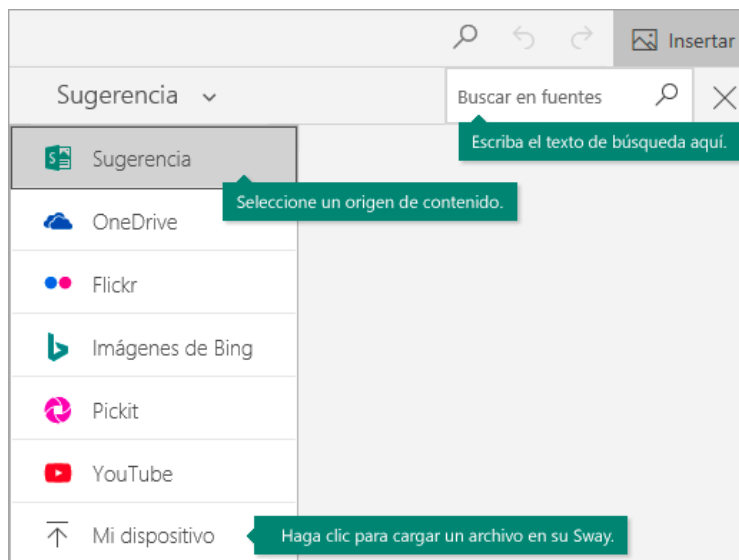 Insertar
Sugerencia
Buscar en fuentes
Escriba el texto de búsqueda aquí.
Sugerencia
Seleccione un origen de contenido.
OneDrive
Flickr
Imágenes de Bing
Pickit
YouTube
Mi dispositivo
Haga clic para cargar un archivo en su Sway.